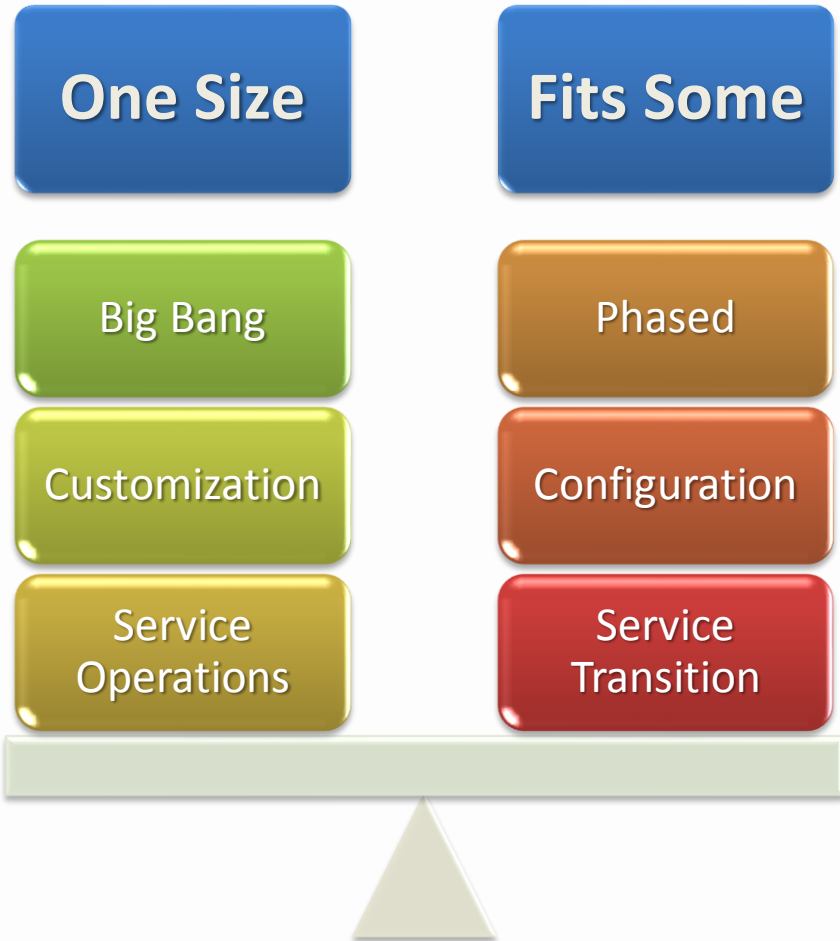 One Size
Fits Some
Big Bang
Phased
Customization
Configuration
Service
Operations
Service
Transition